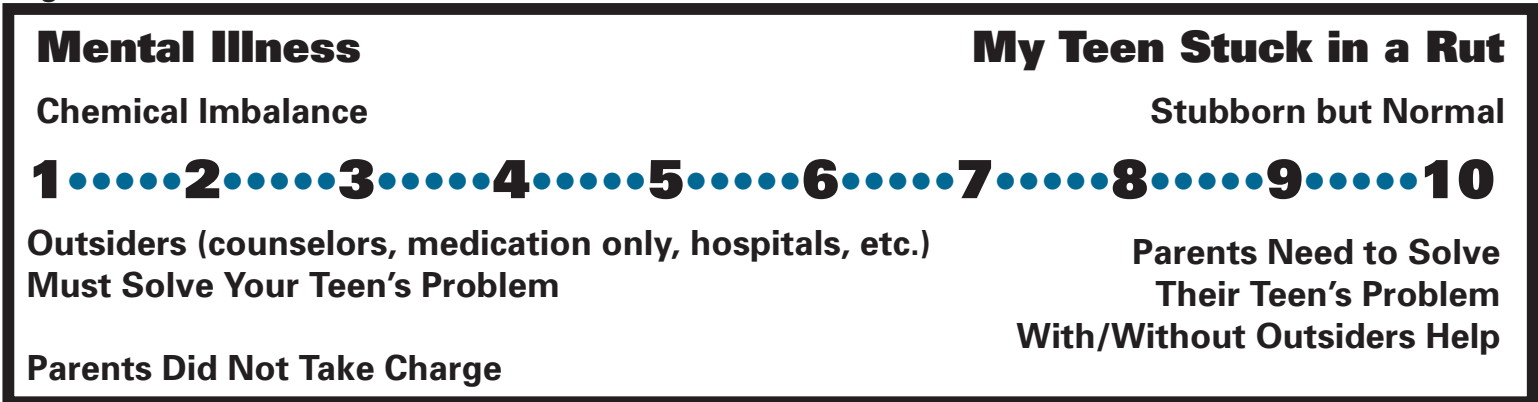 Mental Illness
My Teen Stuck in a Rut
Chemical Imbalance
Stubborn but Normal
1•••••2•••••3•••••4•••••5•••••6•••••7•••••8•••••9•••••10
Outsiders (counselors, medication only, hospitals, etc.)
Must Solve Your Teen's Problem
Parents Did Not Take Charge
Parents Need to Solve
Their Teen's Problem
With/Without Outsiders Help